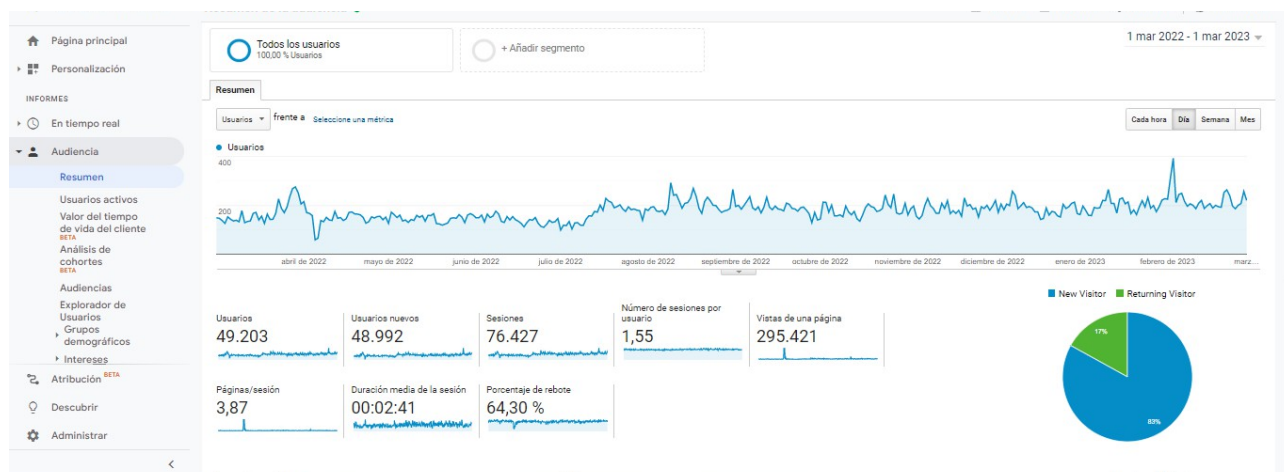 Página principal
Personalización
INFORMES
En tiempo real
Audiencia
Resumen
Usuarios activos
Valor del tiempo
de vida del cliente
BETA
Análisis de
cohortes
BETA
Audiencias
Explorador de
Usuarios
Grupos
demográficos
Intereses
Atribución BETA
Descubrir
Administrar
Todos los usuarios
100,00 % Usuarios
+ Añadir segmento
1 mar 2022 - 1 mar 2023
Resumen
Usuarios frente a Seleccione una métrica
Cada hora Día Semana Mes
Usuarios
400
200
abril de 2022 mayo de 2022 junio de 2022 julio de 2022 agosto de 2022 septiembre de 2022 octubre de 2022 noviembre de 2022 diciembre de 2022 enero de 2023 febrero de 2023 marz...
New Visitor Returning Visitor
Usuarios
49.203
Usuarios nuevos
48.992
Sesiones
76.427
Número de sesiones por
usuario
1,55
Vistas de una página
295.421
Páginas/sesión
3,87
Duración media de la sesión
00:02:41
Porcentaje de rebote
64,30 %
17%
83%